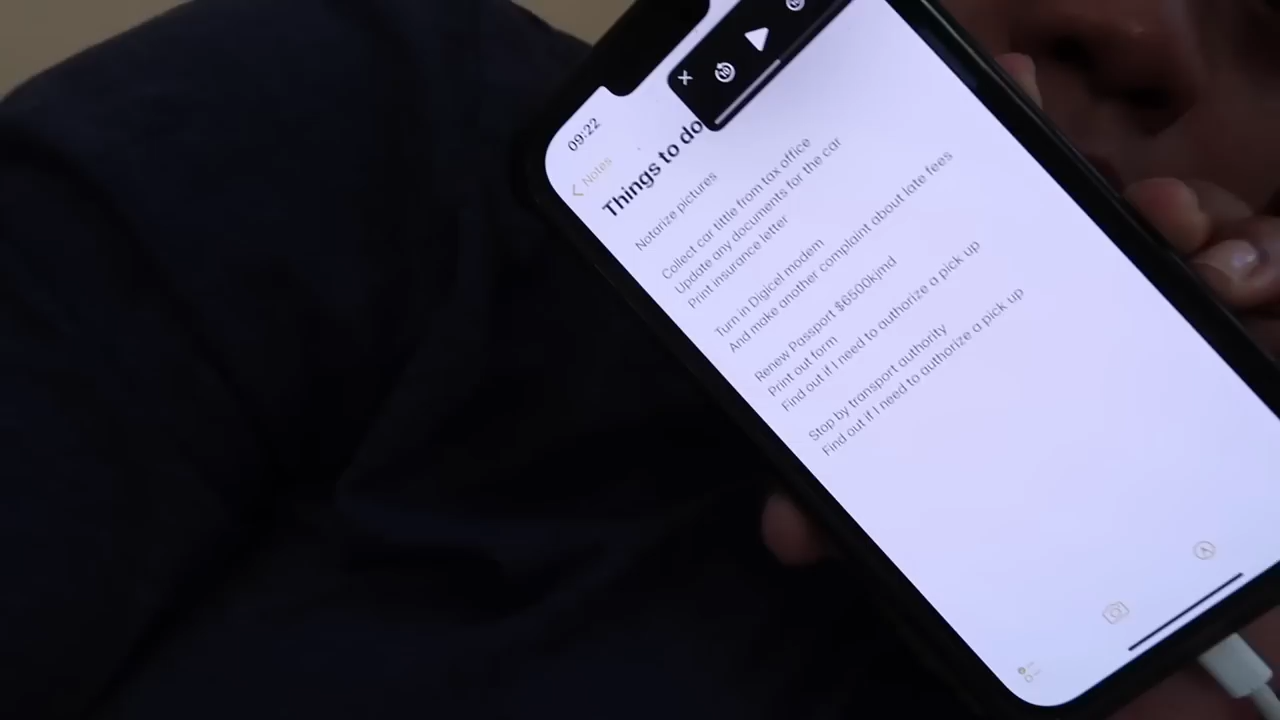 09:22
Notes
Things to do
Notarize pictures
Collect car tittle from tax office
Update any documents for the car
Print insurance letter
Turn in Digicel modem
And make another complaint about late fees
Renew Passport $6500kjmd
Print out form
Find out if I need to authorize a pick up
Stop by transport authority
Find out if I need to authorize a pick up